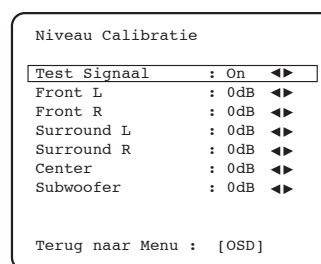 Niveau Calibratie
Test Signaal : On ◄►
Front L : 0dB ◄►
Front R : 0dB ◄►
Surround L : 0dB ◄►
Surround R : 0dB ◄►
Center : 0dB ◄►
Subwoofer : 0dB ◄►
Terug naar Menu : [OSD]